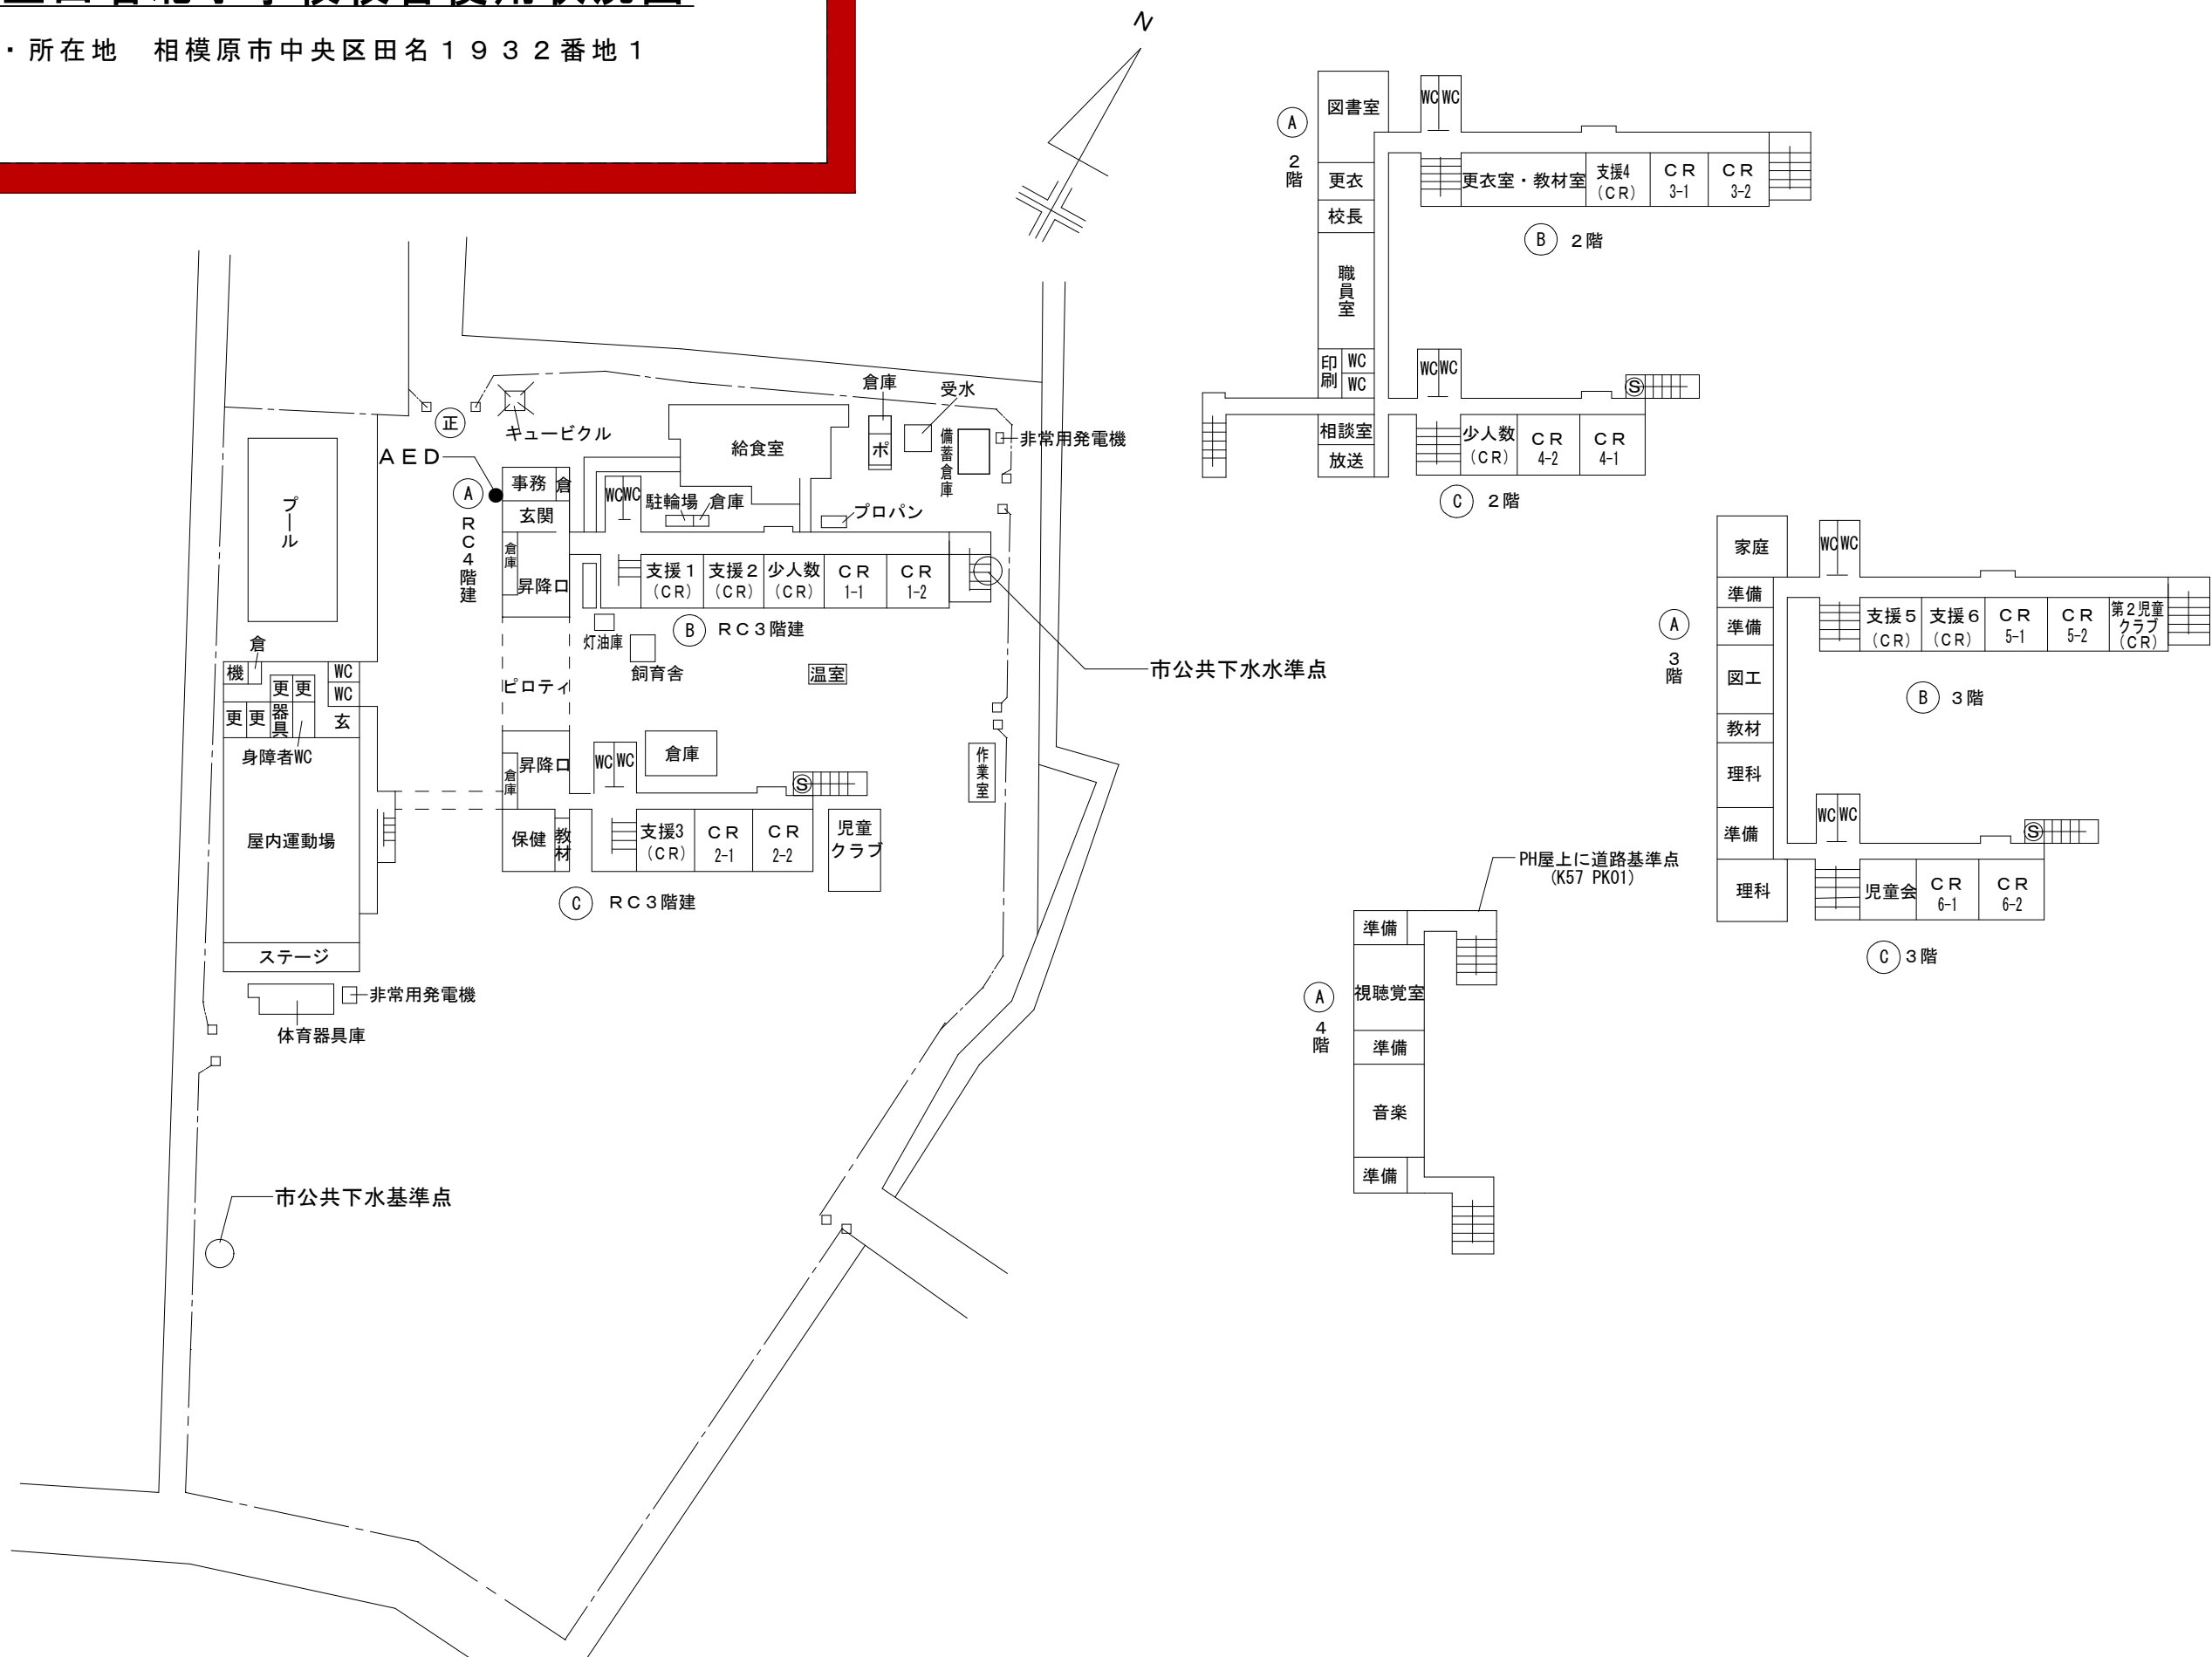 ・所在地　相模原市中央区田名１９３２番地１
N
図書室
WC WC
A
2階
更衣
校長
職員室
印刷
WC
WC
相談室
放送
更衣室・教材室
支援4
(CR)
CR
3-1
CR
3-2
B 2階
WC WC
S
少人数
(CR)
CR
4-2
CR
4-1
C 2階
正
キュービクル
AED
A
RC4階建
事務
倉
玄関
倉庫
昇降口
WC WC
給食室
駐輪場
倉庫
プロパン
倉庫
ポ
受水
備蓄倉庫
非常用発電機
支援1
(CR)
支援2
(CR)
少人数
(CR)
CR
1-1
CR
1-2
B RC3階建
灯油庫
飼育舎
温室
市公共下水水準点
ピロティ
プール
倉
機
更 更
更 更
器具
WC
WC
玄
身障者WC
屋内運動場
ステージ
非常用発電機
体育器具庫
昇降口
倉庫
WC WC
倉庫
S
作業室
保健
教材
支援3
(CR)
CR
2-1
CR
2-2
児童
クラブ
C RC3階建
市公共下水基準点
家庭
WC WC
準備
準備
A
3階
図工
教材
理科
準備
理科
支援5
(CR)
支援6
(CR)
CR
5-1
CR
5-2
第2児童
クラブ
(CR)
B 3階
WC WC
S
児童会
CR
6-1
CR
6-2
C 3階
PH屋上に道路基準点
(K57 PK01)
準備
A
4階
視聴覚室
準備
音楽
準備